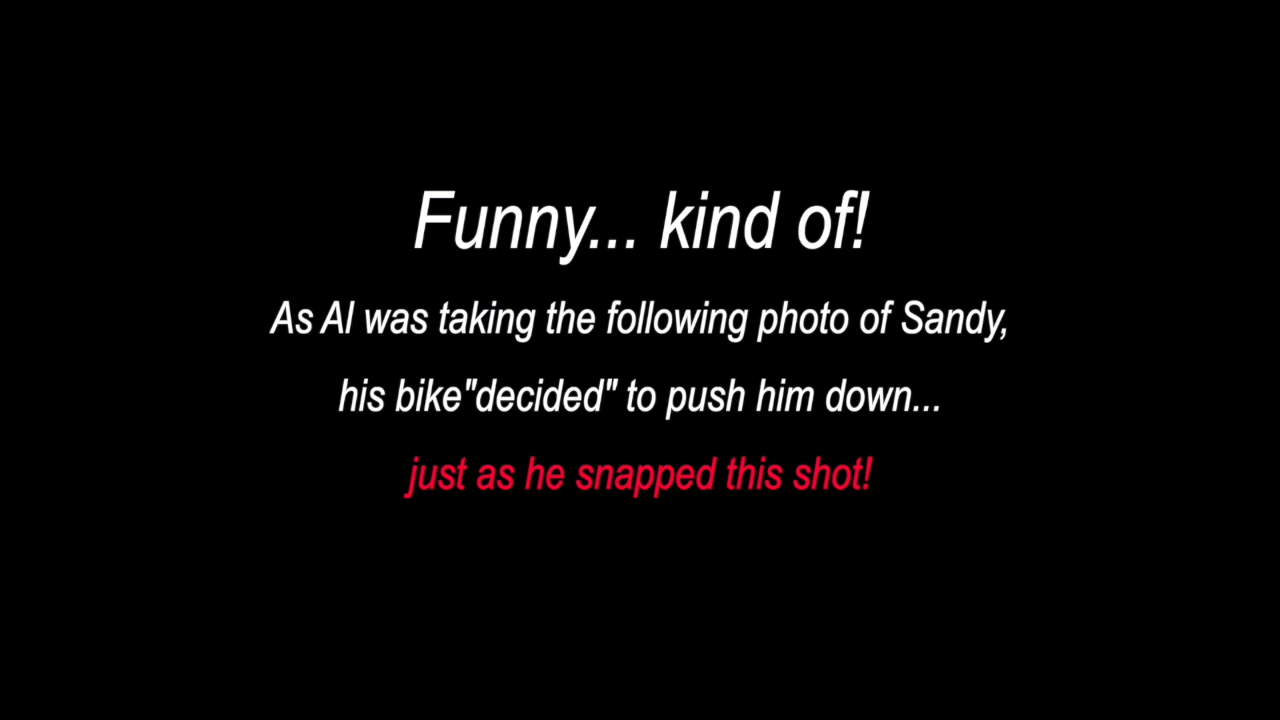 Funny... kind of!
As Al was taking the following photo of Sandy,
his bike"decided" to push him down...
just as he snapped this shot!